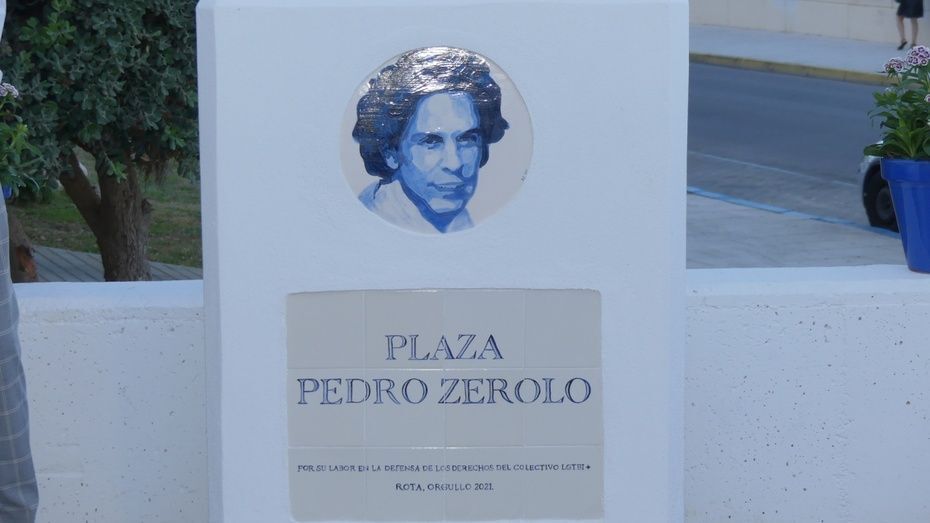 PLAZA
PEDRO ZEROLO
POR SU LABOR EN LA DEFENSA DE LOS DERECHOS DEL COLECTIVO LGTBI+
ROTA, ORGULLO 2021.